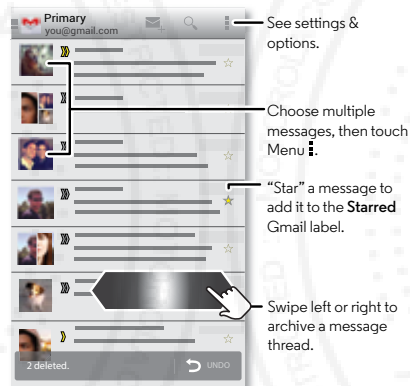 Primary
you@gmail.com
See settings &
options.
Choose multiple
messages, then touch
Menu .
“Star” a message to
add it to the Starred
Gmail label.
Swipe left or right to
archive a message
thread.
2 deleted.
UNDO